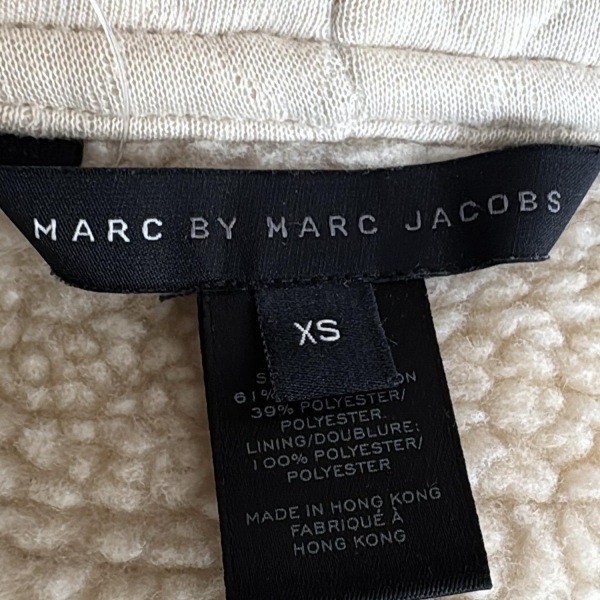 MARC BY MARC JACOBS
XS
61%
39% POLYESTER/
POLYESTER
LINING/DOUBLURE:
100% POLYESTER/
POLYESTER
MADE IN HONG KONG
FABRIQUÉ À
HONG KONG